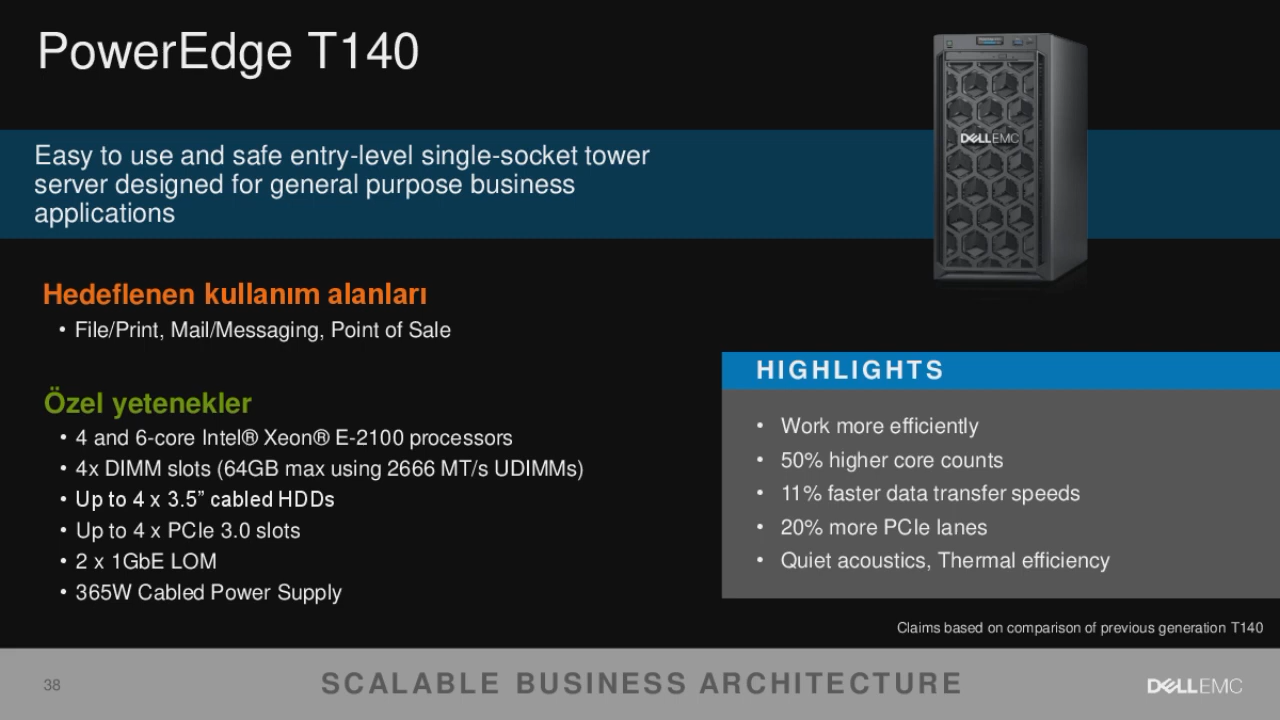 PowerEdge T140
DELLEMC
Easy to use and safe entry-level single-socket tower
server designed for general purpose business
applications
Hedeflenen kullanım alanları
• File/Print, Mail/Messaging, Point of Sale
Özel yetenekler
• 4 and 6-core Intel® Xeon® E-2100 processors
• 4x DIMM slots (64GB max using 2666 MT/s UDIMMs)
• Up to 4 x 3.5” cabled HDDs
• Up to 4 x PCIe 3.0 slots
• 2 x 1GbE LOM
• 365W Cabled Power Supply
HIGHLIGHTS
• Work more efficiently
• 50% higher core counts
• 11% faster data transfer speeds
• 20% more PCIe lanes
• Quiet acoustics, Thermal efficiency
Claims based on comparison of previous generation T140
38
SCALABLE BUSINESS ARCHITECTURE
DELLEMC